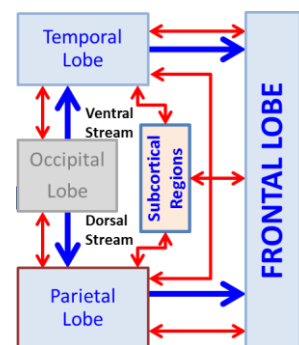 Temporal
Lobe
Ventral
Stream
Occipital
Lobe
Subcortical
Regions
FRONTAL LOBE
Dorsal
Stream
Parietal
Lobe